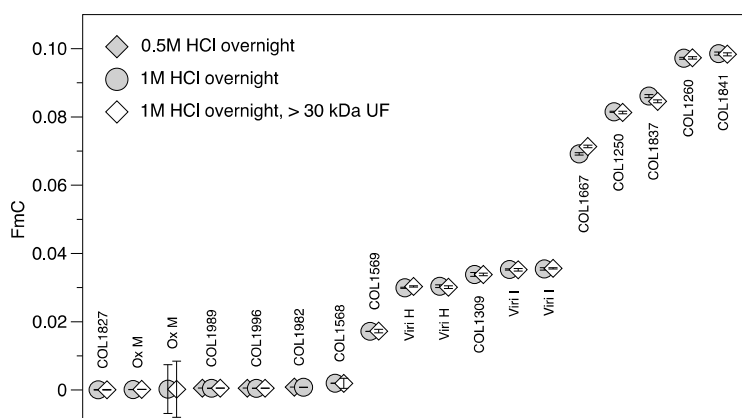 0.10
0.08
0.06
0.04
0.02
0
FmC
0.5M HCl overnight
1M HCl overnight
1M HCl overnight, > 30 kDa UF
COL1827
Ox M
Ox M
COL1989
COL1996
COL1982
COL1568
COL1569
Viri H
Viri H
COL1309
Viri I
Viri I
COL1667
COL1250
COL1837
COL1260
COL1841